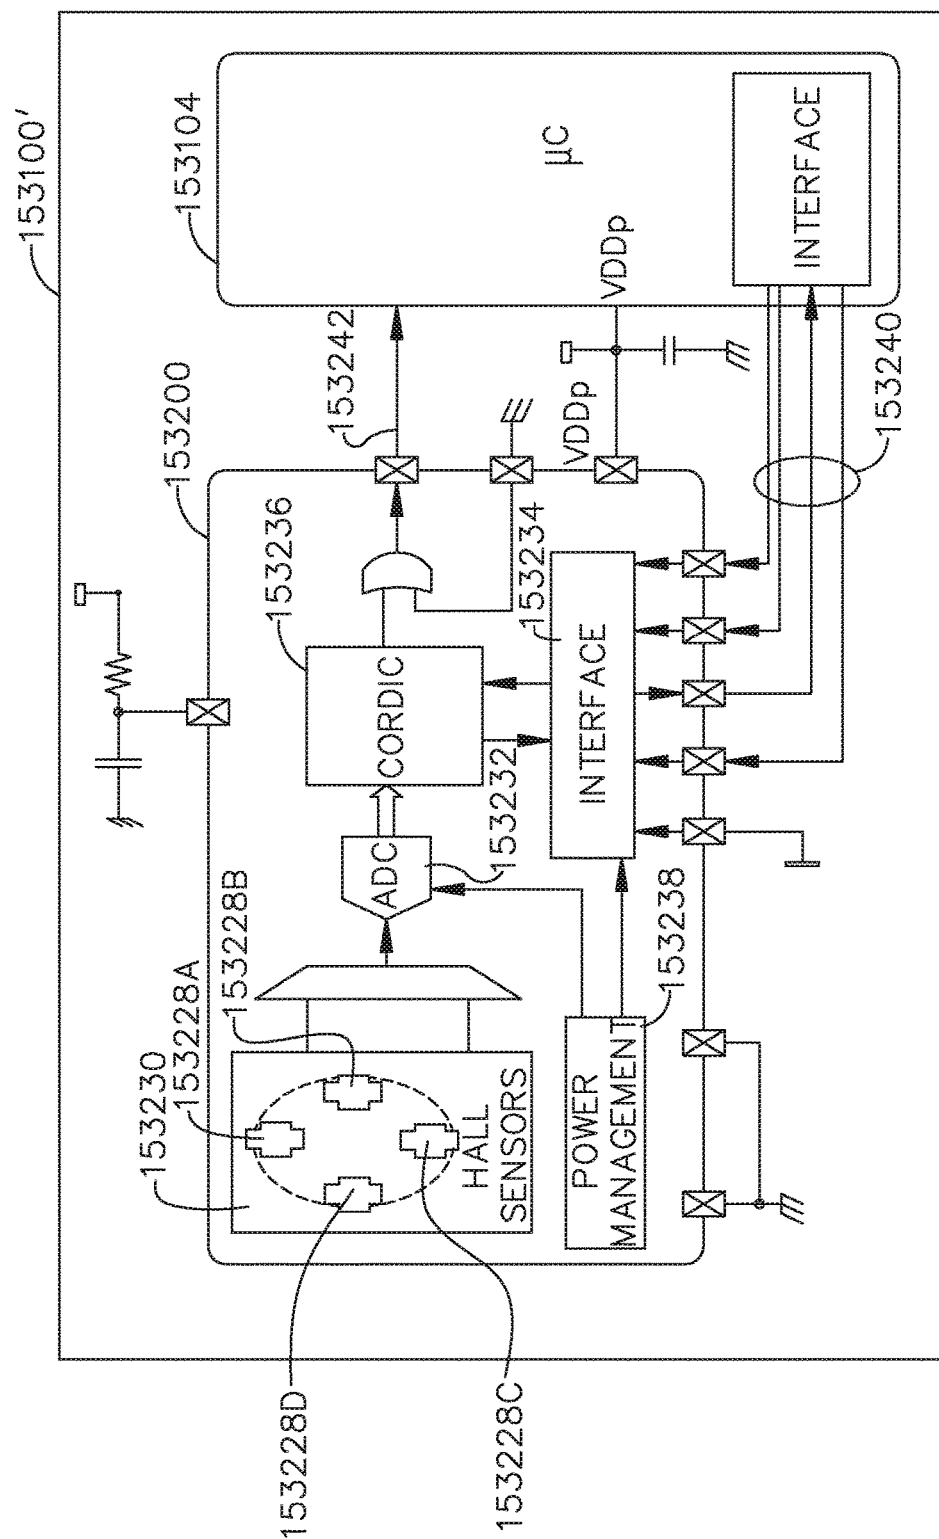 153100'
153104
153200
153242
µC
VDDp
INTERFACE
153240
VDDp
153236
153234
CORDIC
INTERFACE
153232
ADC
153238
153228B
153228A
153230
HALL
SENSORS
POWER
MANAGEMENT
153228D
153228C